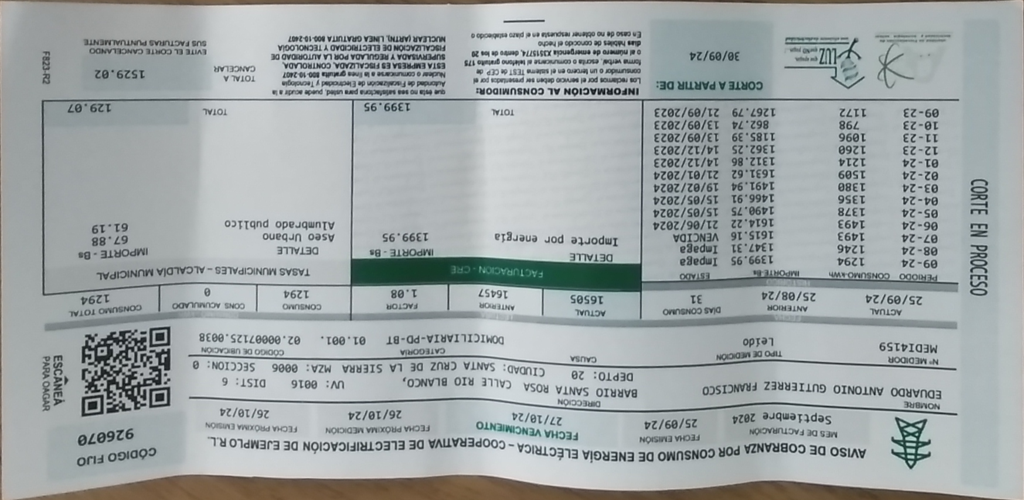 AVISO DE COBRANZA POR CONSUMO DE ENERGÍA ELÉCTRICA - COOPERATIVA DE ELECTRIFICACIÓN DE EJEMPLO R.L.
CÓDIGO FIJO
926070
MES DE FACTURACIÓN FECHA EMISIÓN FECHA VENCIMIENTO FECHA PRÓXIMA MEDICIÓN FECHA PRÓXIMA EMISIÓN
Septiembre 2024 25/09/24 27/10/24 26/10/24 26/10/24
NOMBRE DIRECCIÓN
EDUARDO ANTONIO GUTIERREZ FRANCISCO BARRIO SANTA ROSA CALLE RIO BLANCO, UV: 0016 DIST: 6
DEPTO: 20 CIUDAD: SANTA CRUZ DE LA SIERRA MZA: 0006 SECCION: 0
ESCANEÁ
PARA PAGAR
Nº MEDIDOR TIPO DE MEDICIÓN CAUSA CATEGORÍA CÓDIGO DE UBICACIÓN
MEDI4159 Leído DOMICILIARIA-PD-BT 01.001. 02.00007125.0038
FECHA LECTURA
ACTUAL ANTERIOR DÍAS CONSUMO ACTUAL ANTERIOR FACTOR CONSUMO CONS ACUMULADO CONSUMO TOTAL
25/09/24 25/08/24 31 16505 16457 1.08 1294 0 1294
HISTÓRICO
PERIODO CONSUMO-kWh IMPORTE-Bs ESTADO
09-24 1294 1399.95 Impaga
08-24 1246 1347.31 Impaga
07-24 1493 1615.16 VENCIDA
06-24 1493 1614.22 21/06/2024
05-24 1378 1490.75 15/05/2024
04-24 1356 1466.91 15/05/2024
03-24 1380 1491.94 19/02/2024
02-24 1509 1631.62 21/01/2024
01-24 1214 1312.86 14/12/2023
12-23 1260 1362.25 14/12/2023
11-23 1096 1185.39 13/09/2023
10-23 798 862.74 13/09/2023
09-23 1172 1267.79 21/09/2023
FACTURACIÓN - CRE
DETALLE IMPORTE - Bs
Importe por energía 1399.95
TOTAL 1399.95
TASAS MUNICIPALES - ALCALDÍA MUNICIPAL
DETALLE IMPORTE - Bs
Aseo Urbano 67.88
Alumbrado publico 61.19
TOTAL 129.07
CORTE EN PROCESO
LUZ
CORTE A PARTIR DE:
30/09/24
INFORMACIÓN AL CONSUMIDOR:
Los reclamos por el servicio deben ser presentados por el
consumidor o un tercero en el sistema TEST de CEP de
forma verbal, escrita o comunicarse al teléfono gratuito 175
o al número de emergencia 33515774, dentro de los 20
días hábiles de conocido el hecho
En caso de no obtener respuesta en el plazo establecido o
que ésta no sea satisfactoria para usted, puede acudir a la
Autoridad de Fiscalización de Electricidad y Tecnología
Nuclear o comunicarse a la línea gratuita 800-10-2407
ESTA EMPRESA ES FISCALIZADA, CONTROLADA,
SUPERVISADA Y REGULADA POR LA AUTORIDAD DE
FISCALIZACIÓN DE ELECTRICIDAD Y TECNOLOGÍA
NUCLEAR (AETN). LÍNEA GRATUITA 800-10-2407
TOTAL A
CANCELAR 1529.02
EVITE EL CORTE CANCELANDO
SUS FACTURAS PUNTUALMENTE
F823-R2